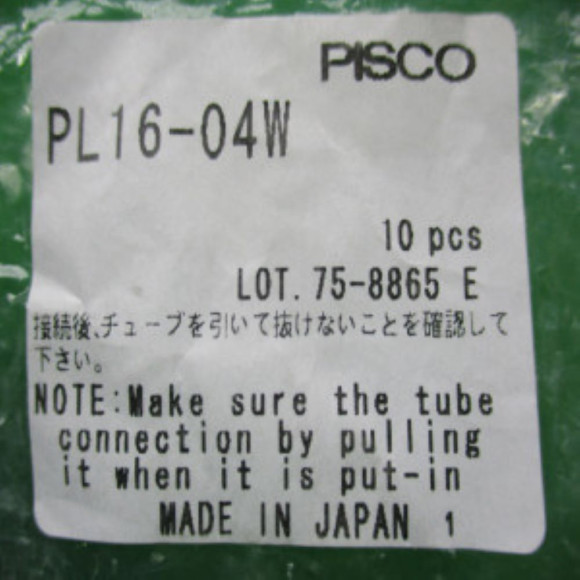 PISCO
PL16-04W
10 pcs
LOT. 75-8865 E
接続後、チューブを引いて抜けないことを確認して
下さい。
NOTE:Make sure the tube
connection by pulling
it when it is put-in
MADE IN JAPAN 1